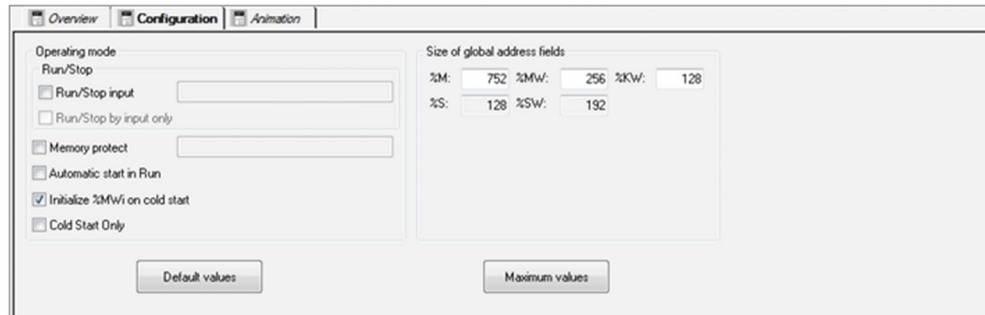 Overview Configuration Animation
Operating mode
Run/Stop
Run/Stop input
Run/Stop by input only
Memory protect
Automatic start in Run
Initialize %MWi on cold start
Cold Start Only
Default values
Size of global address fields
%M: 752 %MW: 256 %KW: 128
%S: 128 %SW: 192
Maximum values